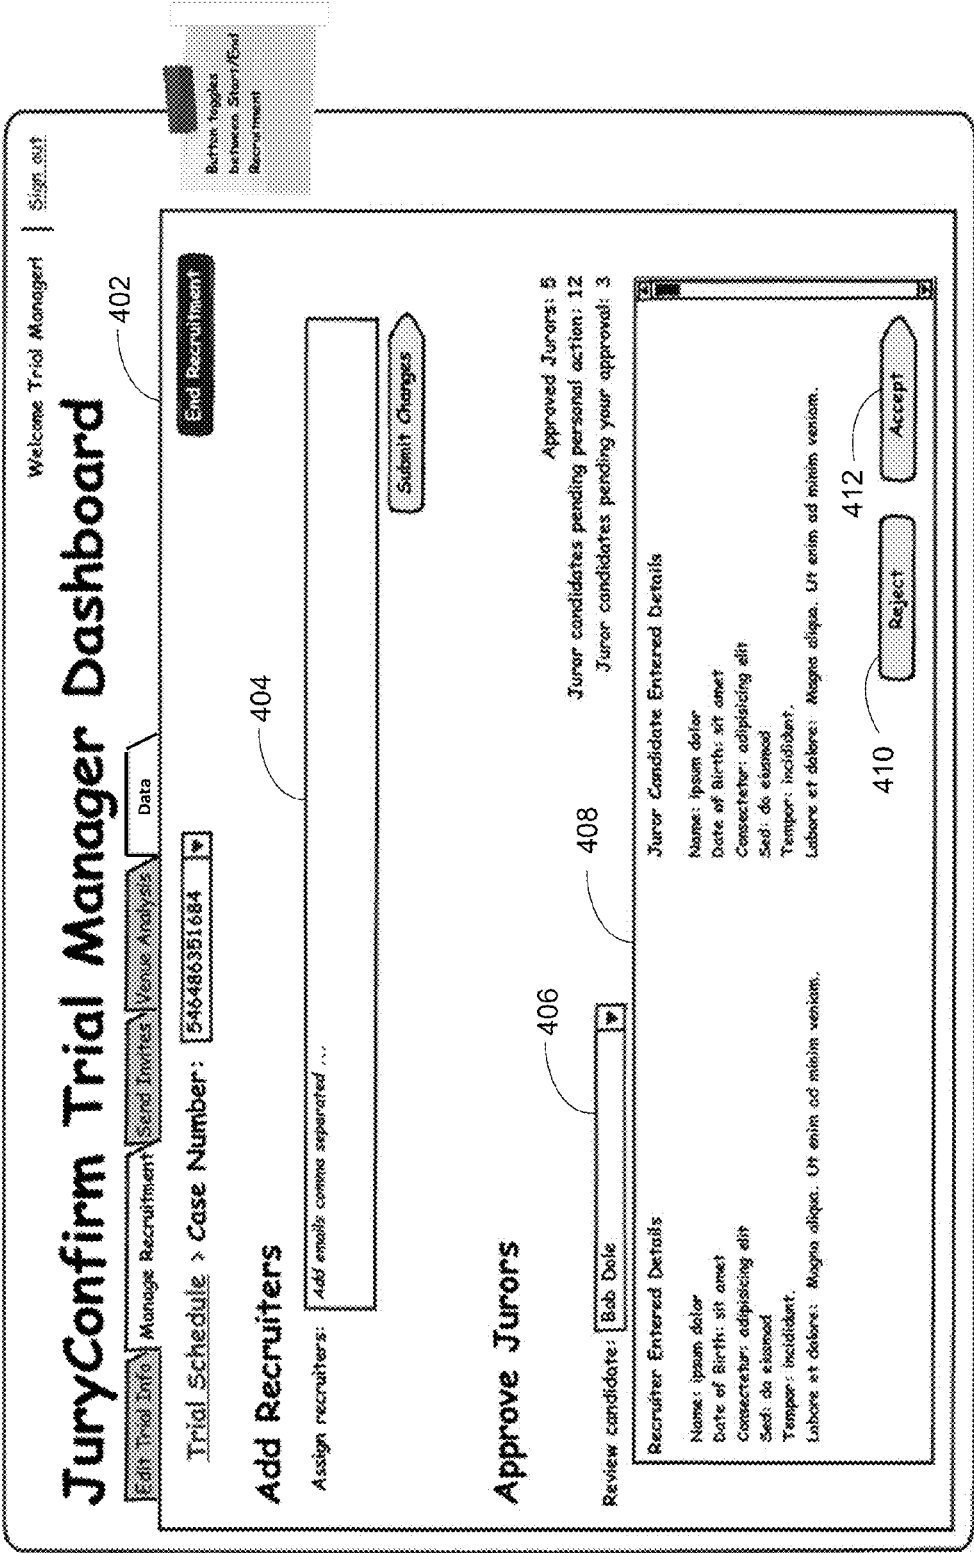 Welcome Trial Manager! | Sign out
JuryConfirm Trial Manager Dashboard
Edit Trial Info Manage Recruitment Send Invites Venue Analysis Data
402
Trial Schedule > Case Number: 546486351684
End Recruitment
Button toggles
between Start/End
Recruitment
Add Recruiters
404
Assign recruiters: Add emails comma separated ...
Submit Changes
Approve Jurors
Approved Jurors: 5
Juror candidates pending personal action: 12
Juror candidates pending your approval: 3
406
408
Review candidate: Bob Dole
Recruiter Entered Details
Name: ipsum dolor
Date of Birth: sit amet
Consectetur: adipisicing elit
Sed: do eiusmod
Tempor: incididunt.
Labore et dolore: Magna aliqua. Ut enim ad minim veniam.
Juror Candidate Entered Details
Name: ipsum dolor
Date of Birth: sit amet
Consectetur: adipisicing elit
Sed: do eiusmod
Tempor: incididunt.
Labore et dolore: Magna aliqua. Ut enim ad minim veniam.
410
412
Reject
Accept